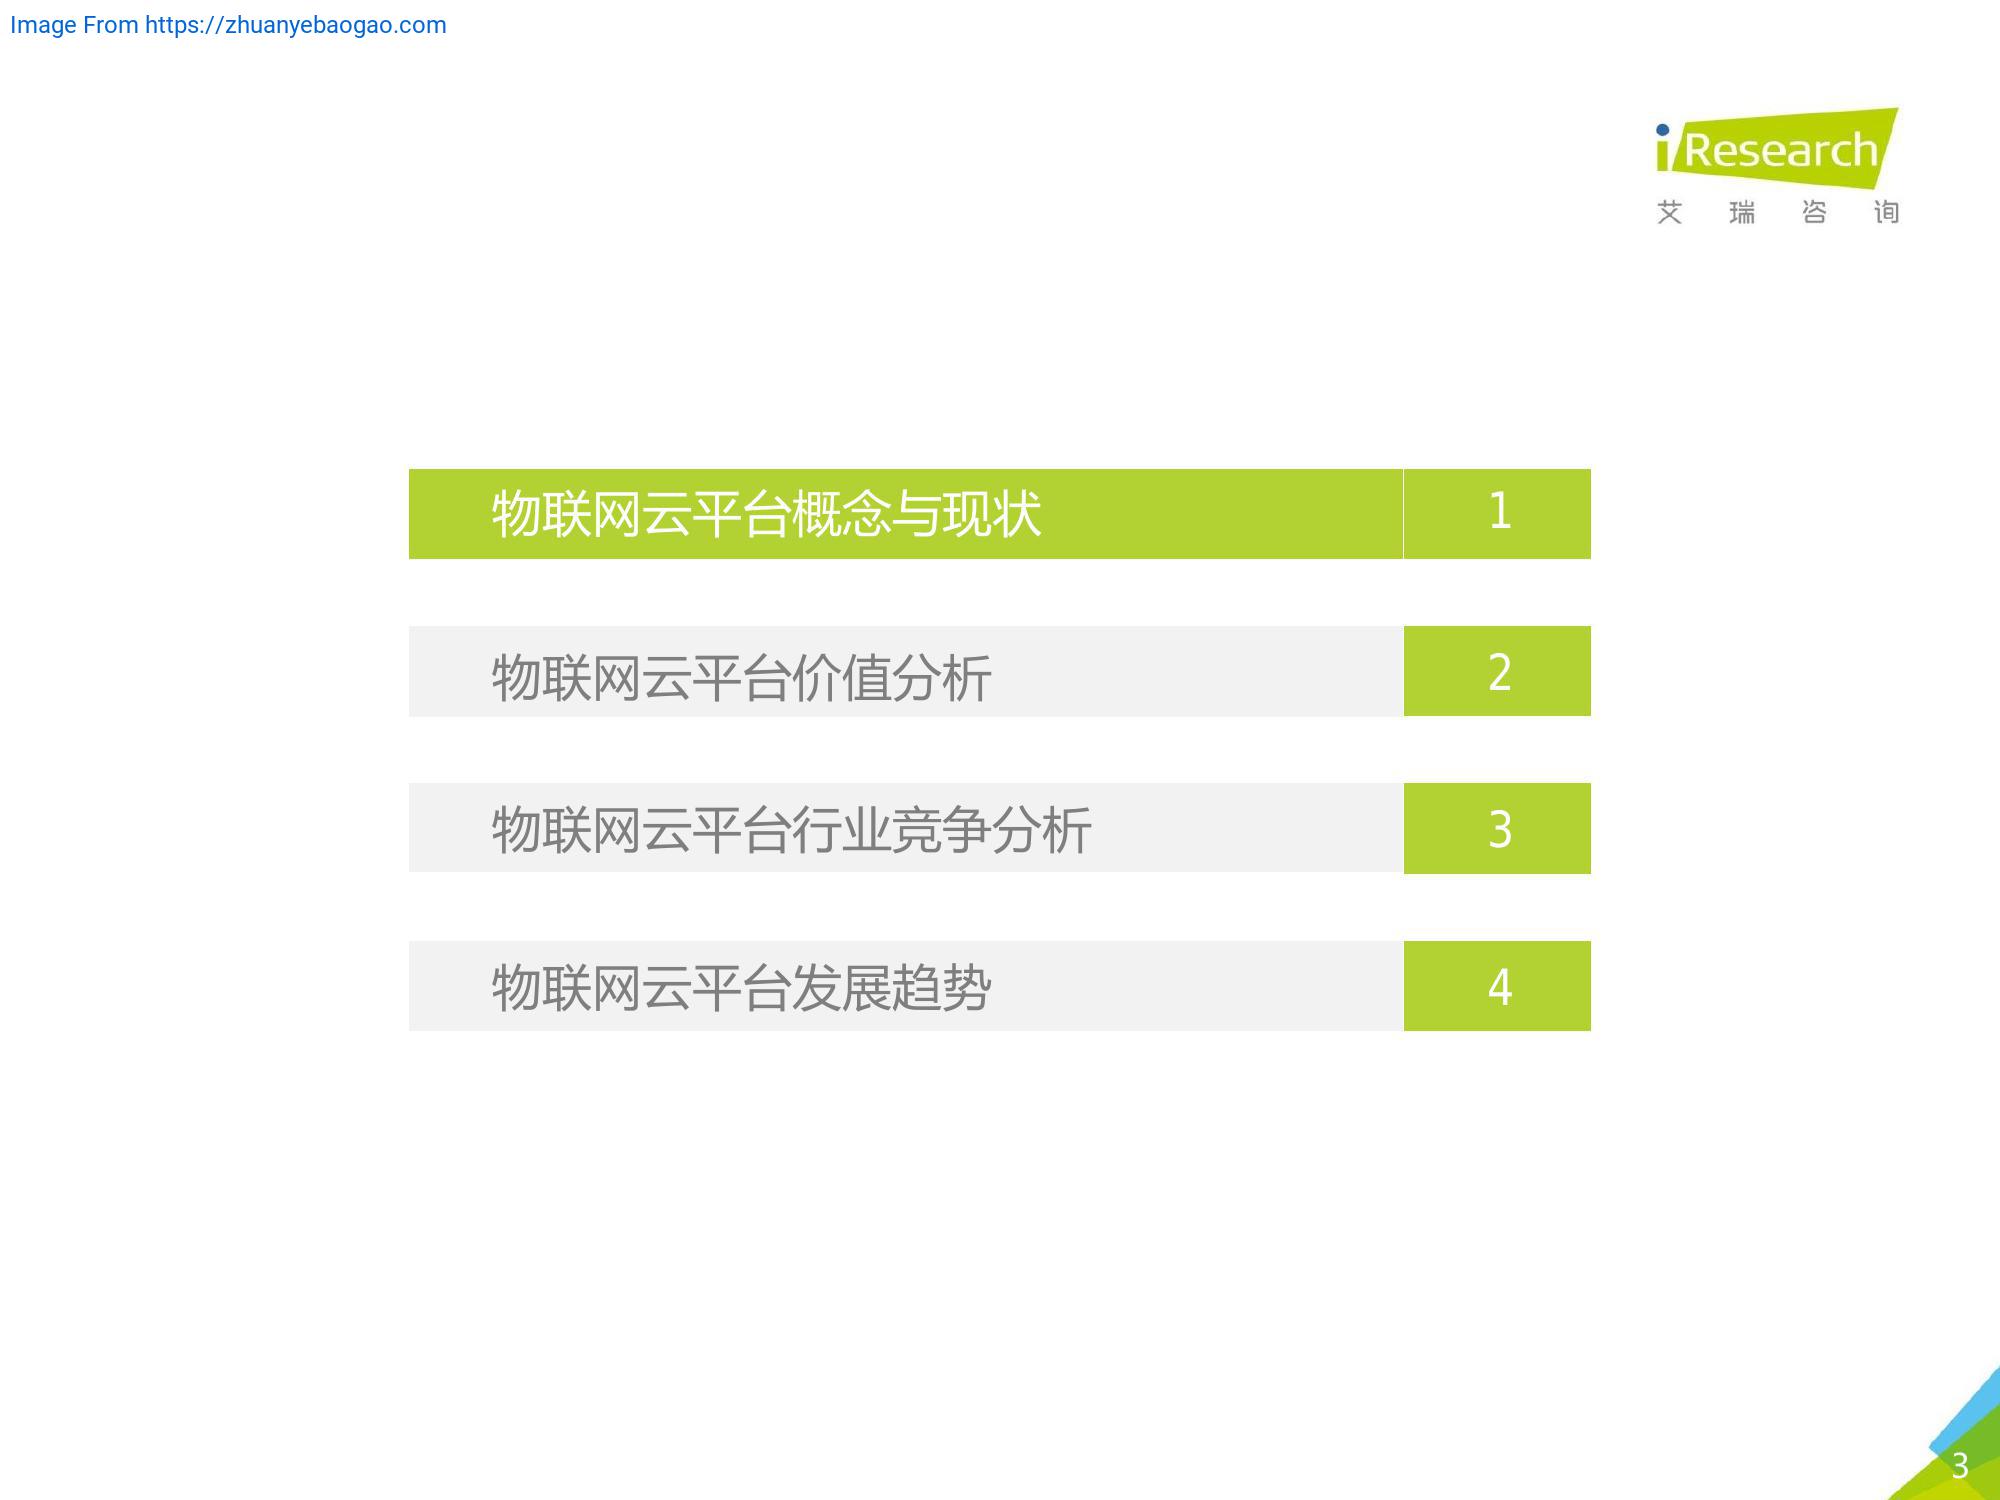 Image From https://zhuanyebaogao.com
iResearch
艾瑞咨询
物联网云平台概念与现状 1
物联网云平台价值分析 2
物联网云平台行业竞争分析 3
物联网云平台发展趋势 4
3